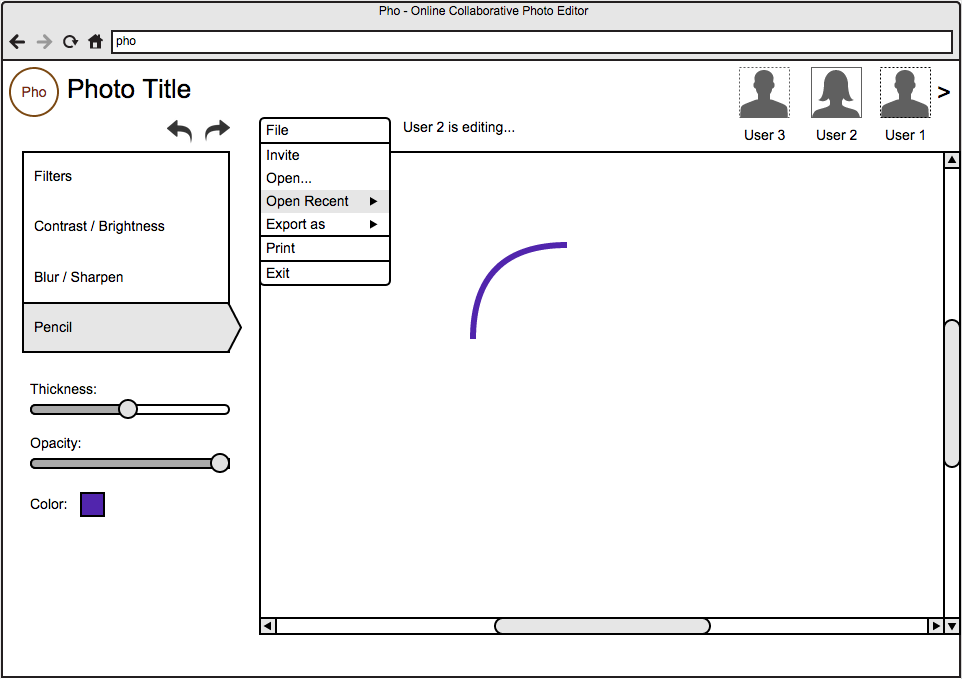 Pho - Online Collaborative Photo Editor
pho
Pho
Photo Title
User 3
User 2
User 1
File
User 2 is editing...
Invite
Open...
Open Recent
Export as
Print
Exit
Filters
Contrast / Brightness
Blur / Sharpen
Pencil
Thickness:
Opacity:
Color: